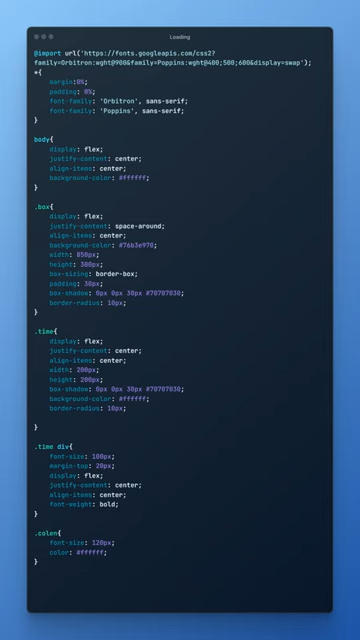 Loading
@import url('https://fonts.googleapis.com/css2?
family=Orbitron:wght@900&family=Poppins:wght@400;500;600&display=swap');
*{
margin:0%;
padding: 0%;
font-family: 'Orbitron', sans-serif;
font-family: 'Poppins', sans-serif;
}
body{
display: flex;
justify-content: center;
align-items: center;
background-color: #ffffff;
}
.box{
display: flex;
justify-content: space-around;
align-items: center;
background-color: #76b3e970;
width: 850px;
height: 300px;
box-sizing: border-box;
padding: 30px;
box-shadow: 0px 0px 30px #70707030;
border-radius: 10px;
}
.time{
display: flex;
justify-content: center;
align-items: center;
width: 200px;
height: 200px;
box-shadow: 0px 0px 30px #70707030;
background-color: #ffffff;
border-radius: 10px;
}
.time div{
font-size: 100px;
margin-top: 20px;
display: flex;
justify-content: center;
align-items: center;
font-weight: bold;
}
.colen{
font-size: 120px;
color: #ffffff;
}